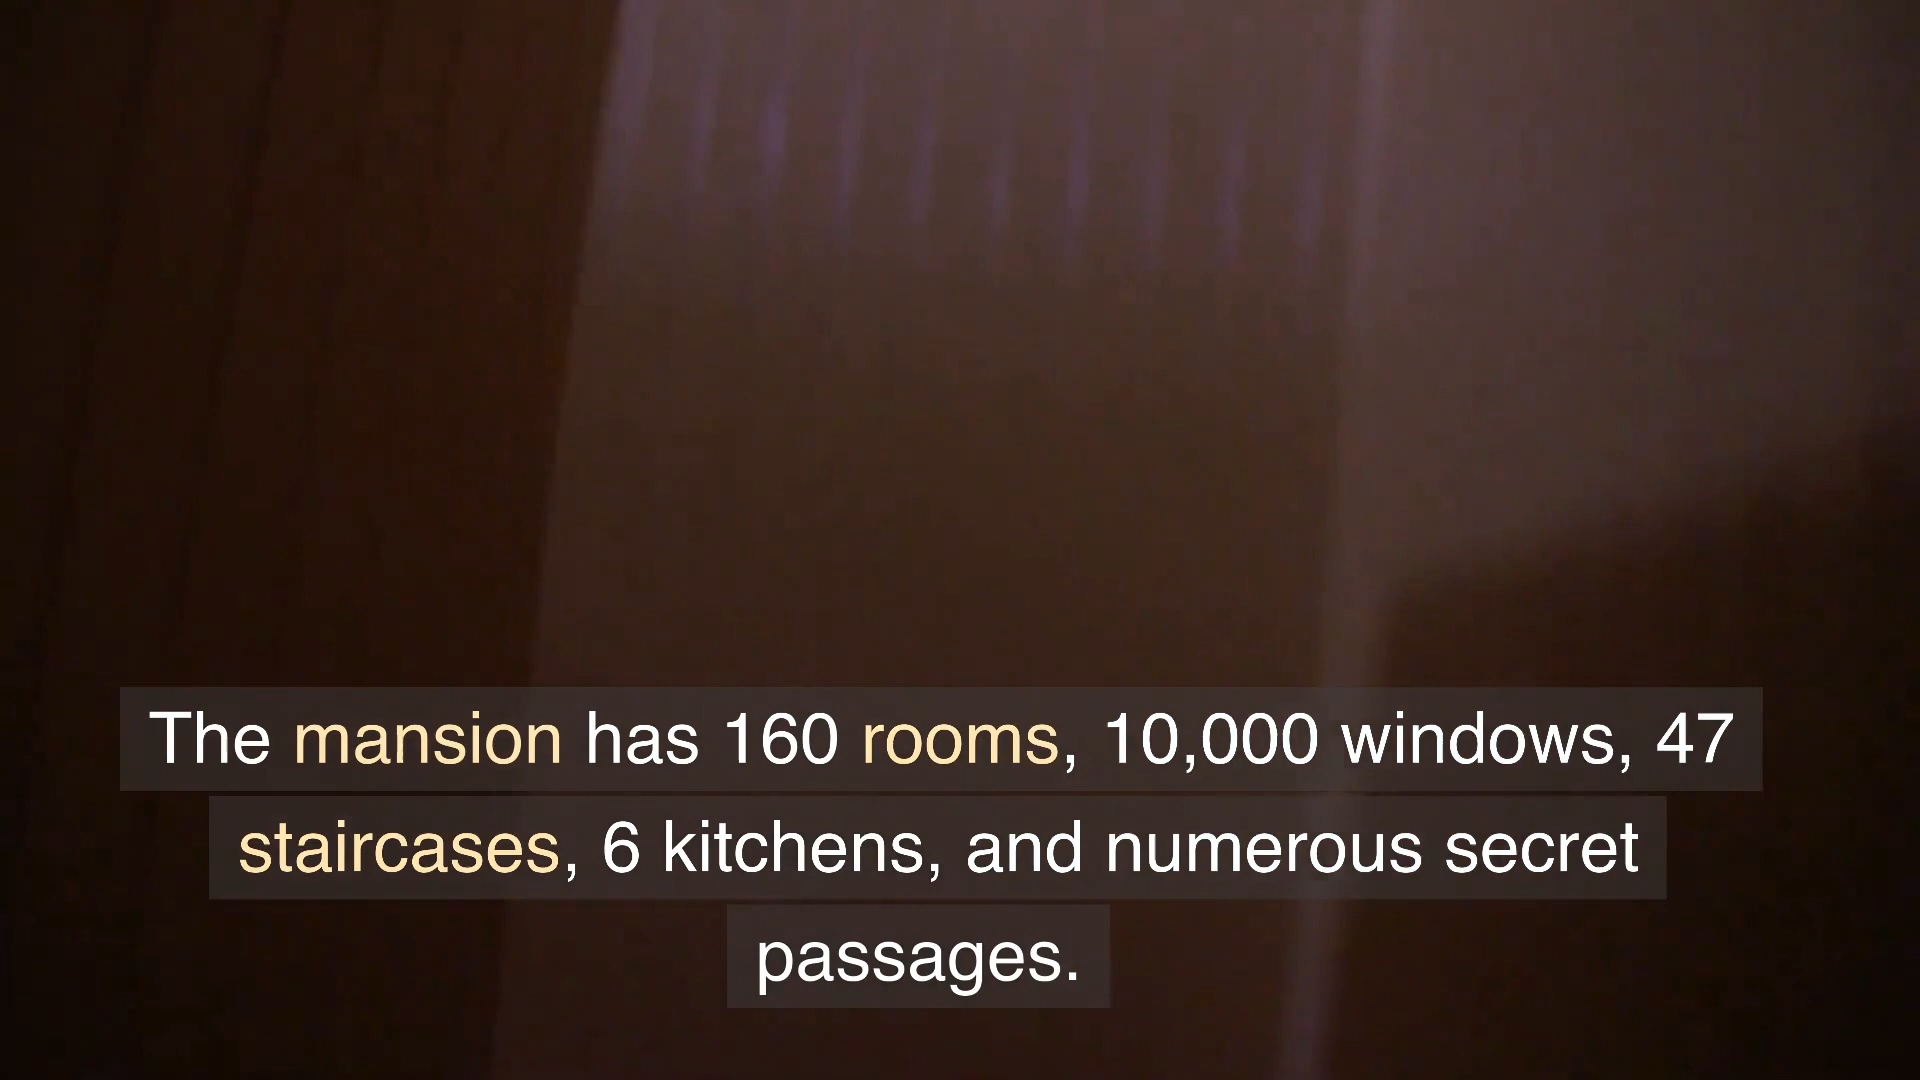 The mansion has 160 rooms, 10,000 windows, 47
staircases, 6 kitchens, and numerous secret
passages.